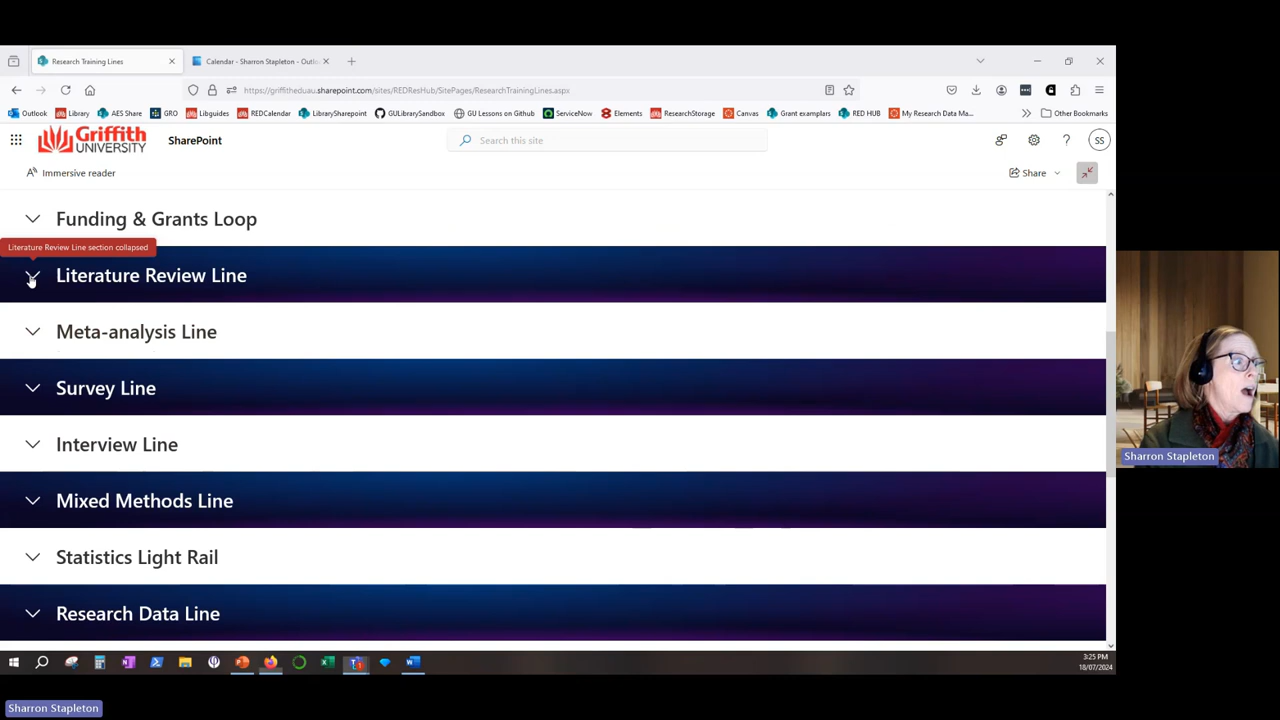 Research Training Lines
Calendar - Sharron Stapleton - Outlo
https://griffitheduau.sharepoint.com/sites/REDResHub/SitePages/ResearchTrainingLines.aspx
Outlook Library AES Share GRO Libguides REDCalendar LibrarySharepoint GULibrarySandbox GU Lessons on Github ServiceNow Elements ResearchStorage Canvas Grant examplars RED HUB My Research Data Ma... Other Bookmarks
Griffith UNIVERSITY
SharePoint
Search this site
SS
Immersive reader
Share
Funding & Grants Loop
Literature Review Line section collapsed
Literature Review Line
Meta-analysis Line
Survey Line
Interview Line
Mixed Methods Line
Statistics Light Rail
Research Data Line
Sharron Stapleton
3:25 PM
18/07/2024
Sharron Stapleton